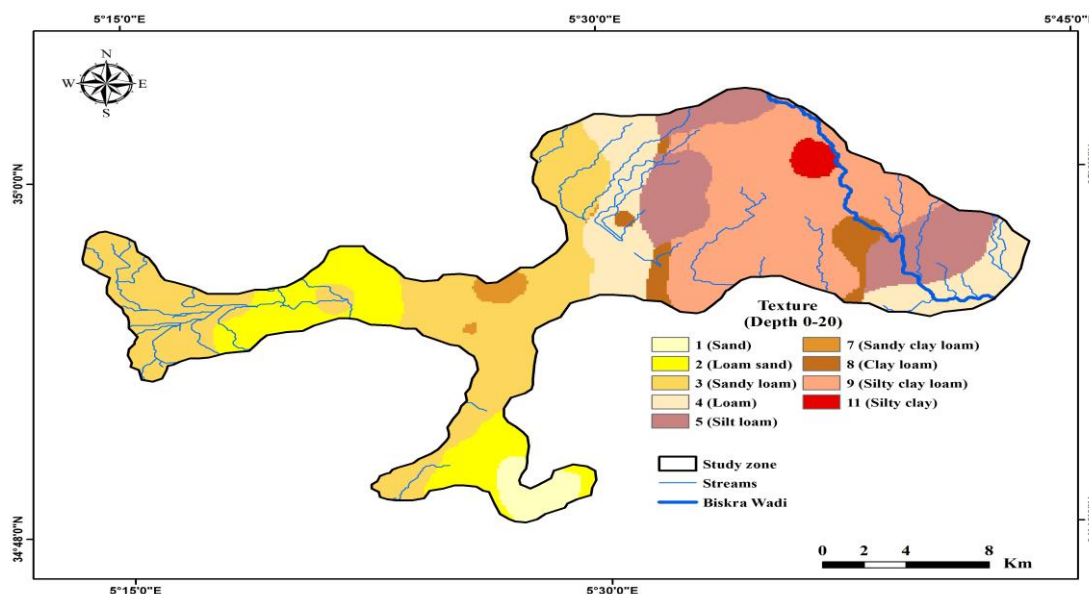 5°15'0"E 5°30'0"E 5°45'0"E
N
W E
S
35°0'0"N
Texture
(Depth 0-20)
1 (Sand)
2 (Loam sand)
3 (Sandy loam)
4 (Loam)
5 (Silt loam)
7 (Sandy clay loam)
8 (Clay loam)
9 (Silty clay loam)
11 (Silty clay)
Study zone
Streams
Biskra Wadi
34°48'0"N
0 2 4 8
Km
5°15'0"E 5°30'0"E